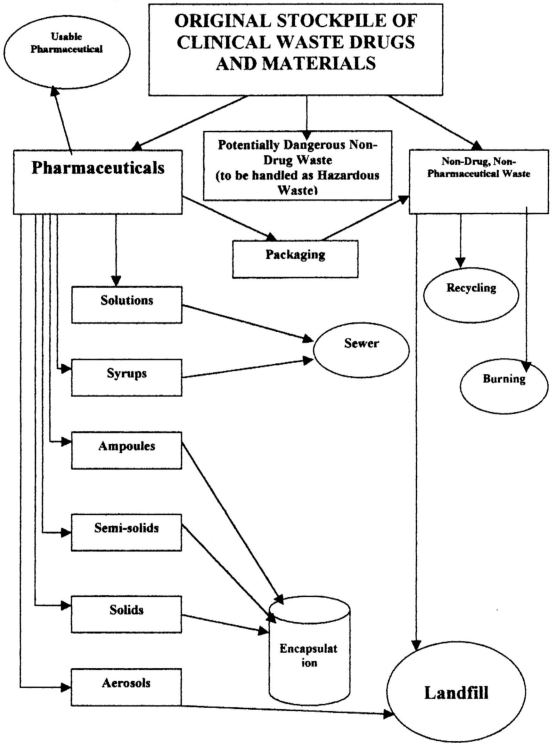 ORIGINAL STOCKPILE OF
CLINICAL WASTE DRUGS
AND MATERIALS
Usable
Pharmaceutical
Pharmaceuticals
Potentially Dangerous Non-
Drug Waste
(to be handled as Hazardous
Waste)
Non-Drug, Non-
Pharmaceutical Waste
Packaging
Solutions
Recycling
Sewer
Syrups
Burning
Ampoules
Semi-solids
Solids
Encapsulat
ion
Aerosols
Landfill